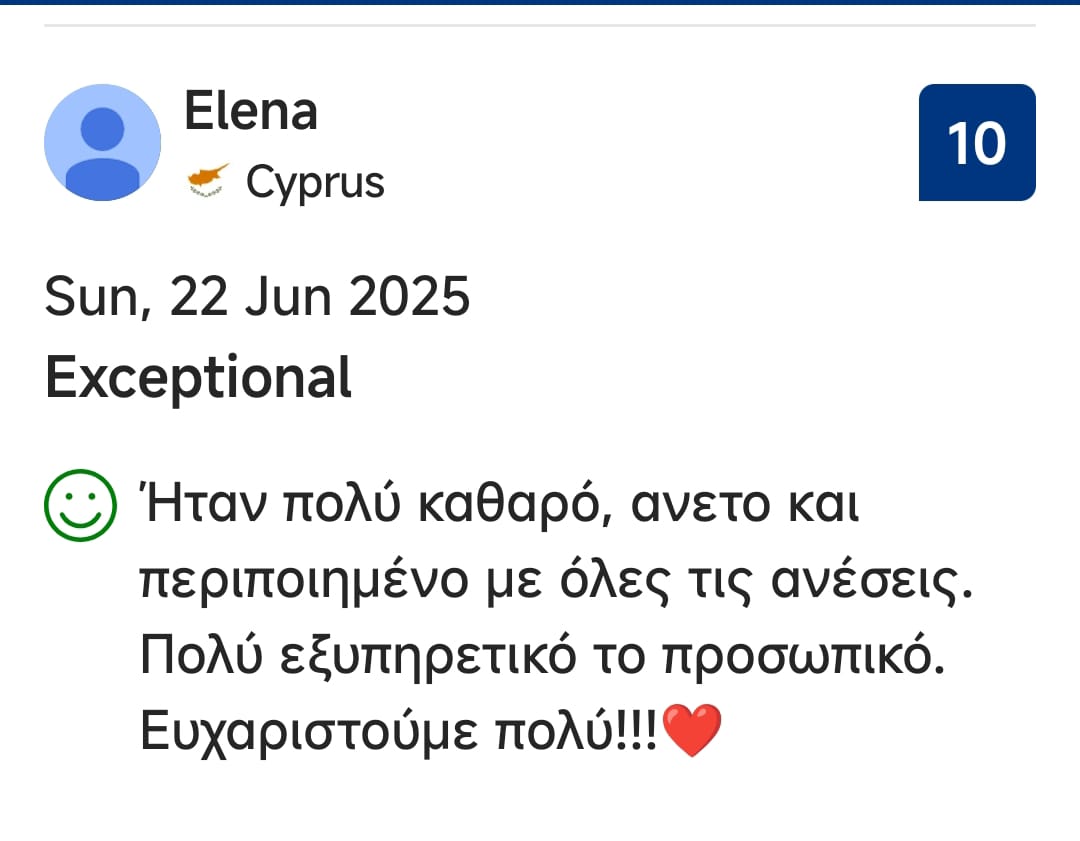 Elena
Cyprus
10
Sun, 22 Jun 2025
Exceptional
Ήταν πολύ καθαρό, ανετο και
περιποιημένο με όλες τις ανέσεις.
Πολύ εξυπηρετικό το προσωπικό.
Ευχαριστούμε πολύ!!!❤️